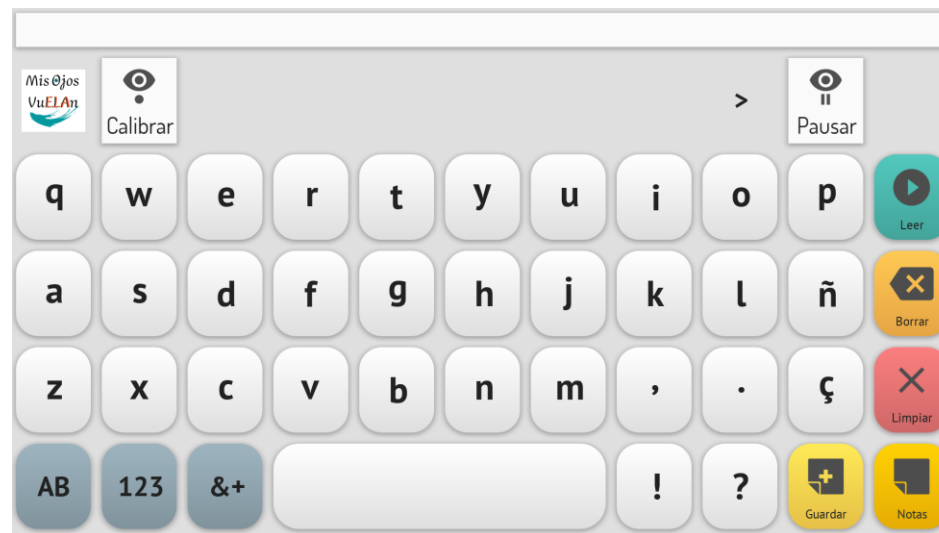 Mis Ojos
VuELAn
Calibrar
>
Pausar
q w e r t y u i o p Leer
a s d f g h j k l ñ Borrar
z x c v b n m , . ç Limpiar
AB 123 &+ ! ? Guardar Notas